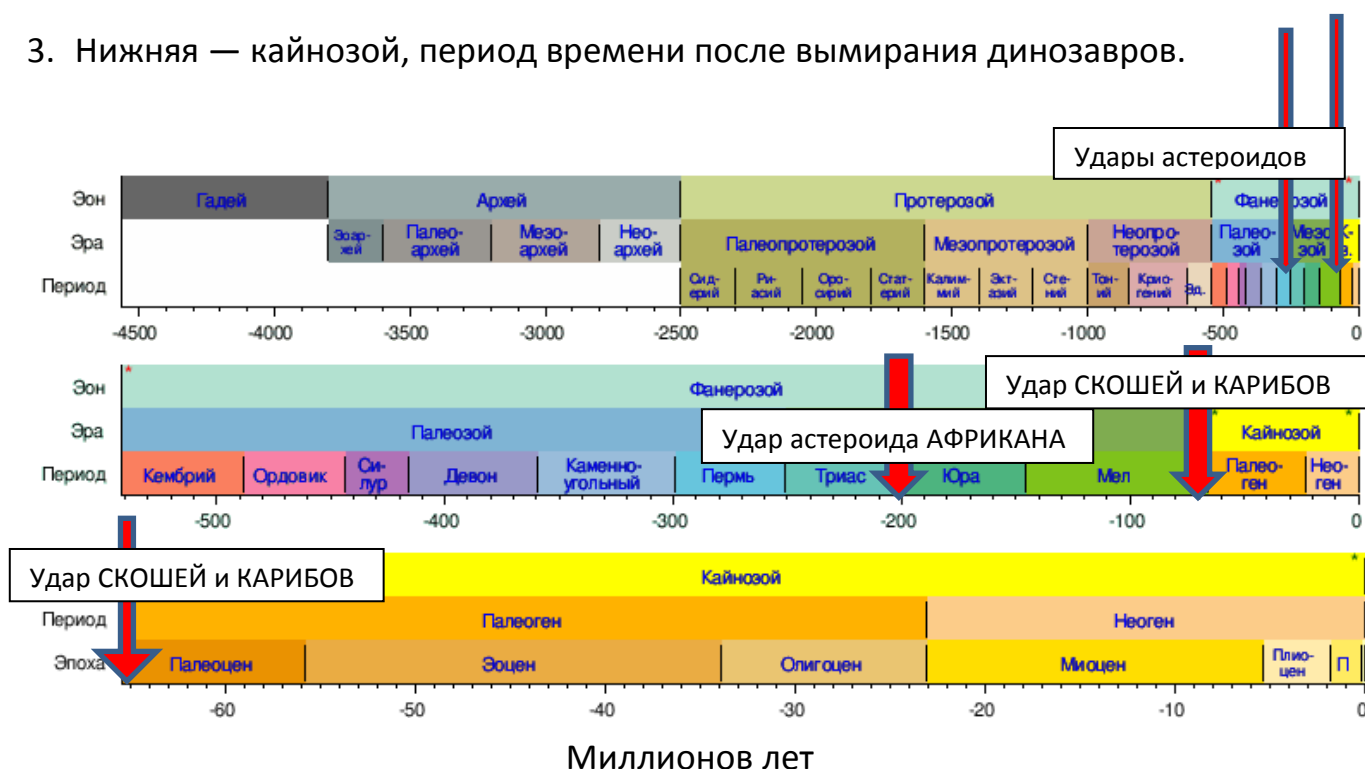 3. Нижняя — кайнозой, период времени после вымирания динозавров.
Удары астероидов
Эон
Гадей
Архей
Протерозой
Фанерозой
Эра
Эоар-
хей
Палео-
архей
Мезо-
архей
Нео-
архей
Палеопротерозой
Мезопротерозой
Неопро-
терозой
Палео-
зой
Мезо
зой
К-
з.
Период
Сид-
ерий
Ри-
асий
Оро-
сирий
Стат-
ерий
Калим-
мий
Экт-
азий
Сте-
ний
Тон-
ий
Крио-
гений
Эд.
-4500 -4000 -3500 -3000 -2500 -2000 -1500 -1000 -500 0
Эон
Фанерозой
Удар СКОШЕЙ и КАРИБОВ
Эра
Палеозой
Удар астероида АФРИКАНА
Кайнозой
Период
Кембрий
Ордовик
Си-
лур
Девон
Каменно-
угольный
Пермь
Триас
Юра
Мел
Палео-
ген
Нео-
ген
-500 -400 -300 -200 -100 0
Удар СКОШЕЙ и КАРИБОВ
Кайнозой
Период
Палеоген
Неоген
Эпоха
Палеоцен
Эоцен
Олигоцен
Миоцен
Плио-
цен
П
-60 -50 -40 -30 -20 -10 0
Миллионов лет